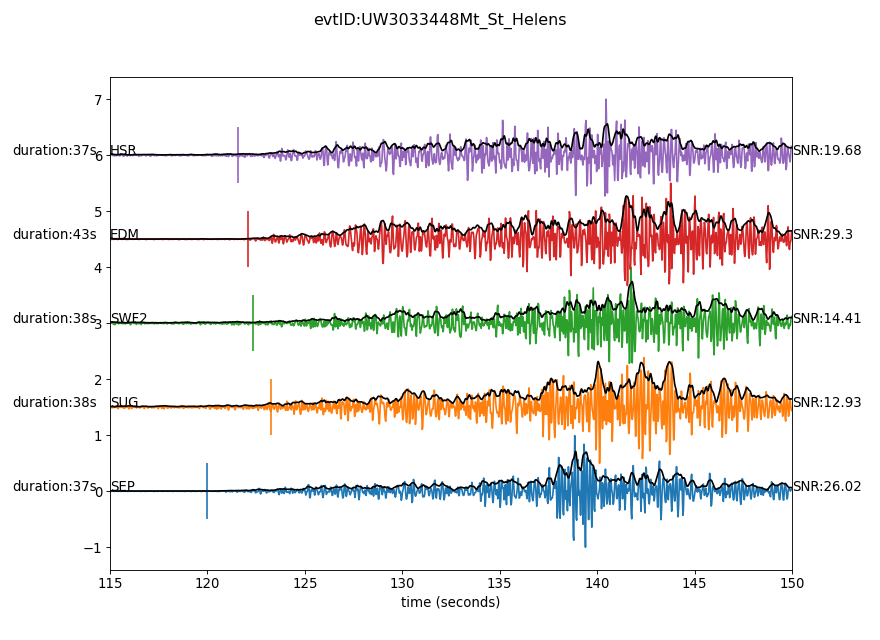 evtID:UW3033448Mt_St_Helens
7
duration:37s HSR SNR:19.68
6
5
duration:43s EDM SNR:29.3
4
duration:38s SWF2 SNR:14.41
3
2
duration:38s SUG SNR:12.93
1
duration:37s SEP SNR:26.02
0
−1
115 120 125 130 135 140 145 150
time (seconds)